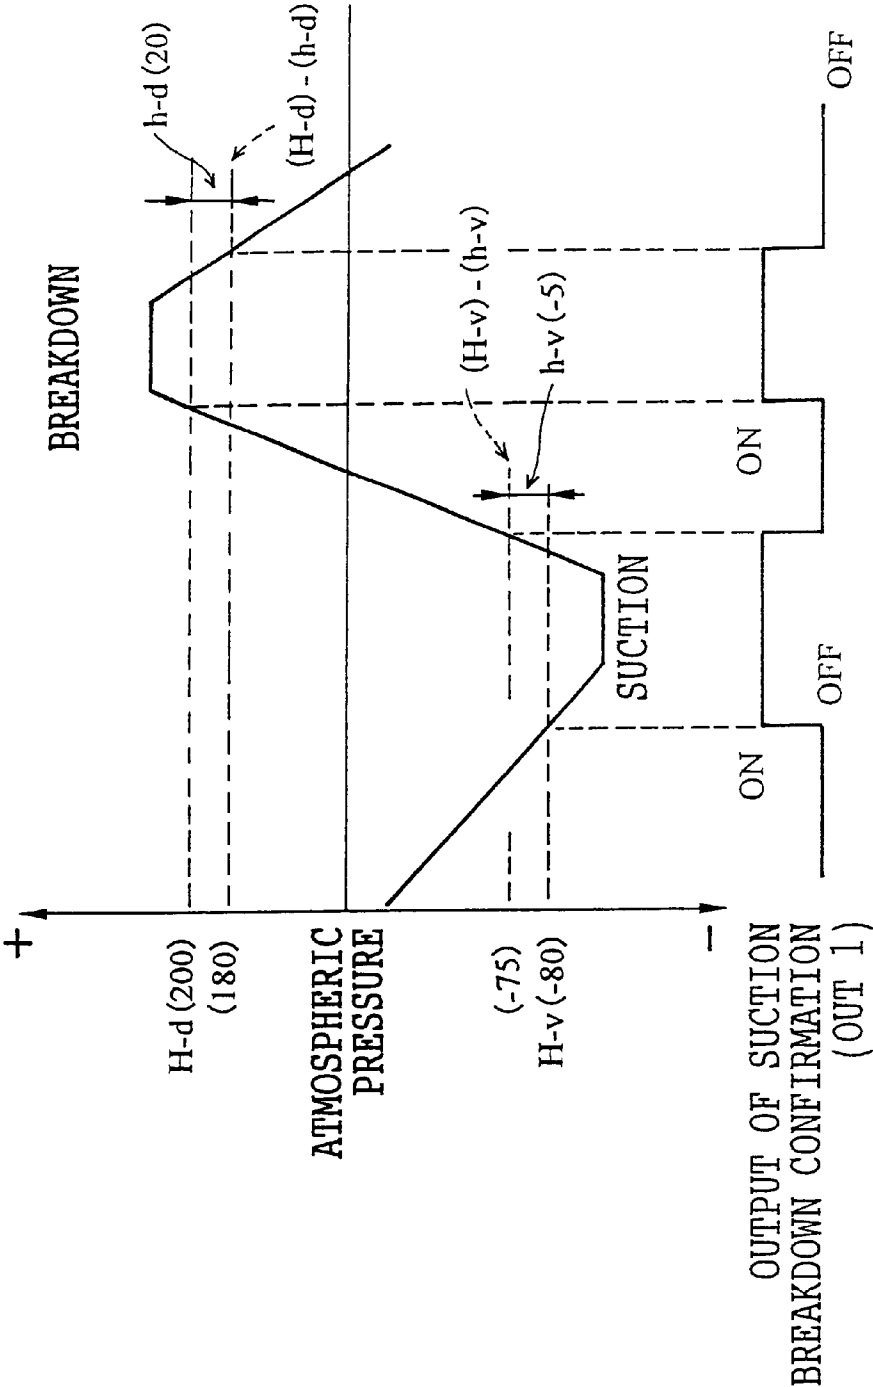 BREAKDOWN
h-d (20)
(H-d) - (h-d)
+
H-d (200)
(180)
ATMOSPHERIC
PRESSURE
(H-v) - (h-v)
h-v (-5)
(-75)
H-v (-80)
SUCTION
−
ON
OFF
ON
OFF
OUTPUT OF SUCTION
BREAKDOWN CONFIRMATION
(OUT 1)